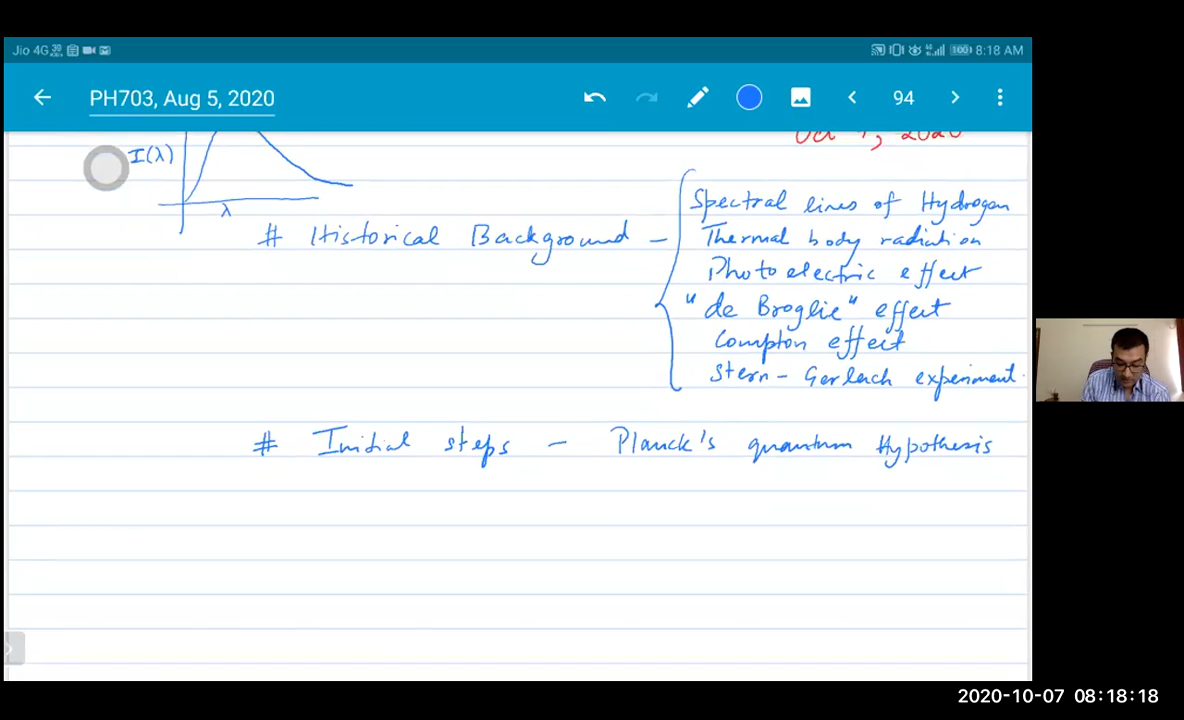 Jio 4G 8:18 AM
PH703, Aug 5, 2020 94
2020
I(λ)
λ
Spectral lines of Hydrogen
# Historical Background - Thermal body radiation
Photoelectric effect
"de Broglie" effect
Compton effect
Stern - Gerlach experiment.
# Initial steps - Planck's quantum Hypothesis
2020-10-07 08:18:18